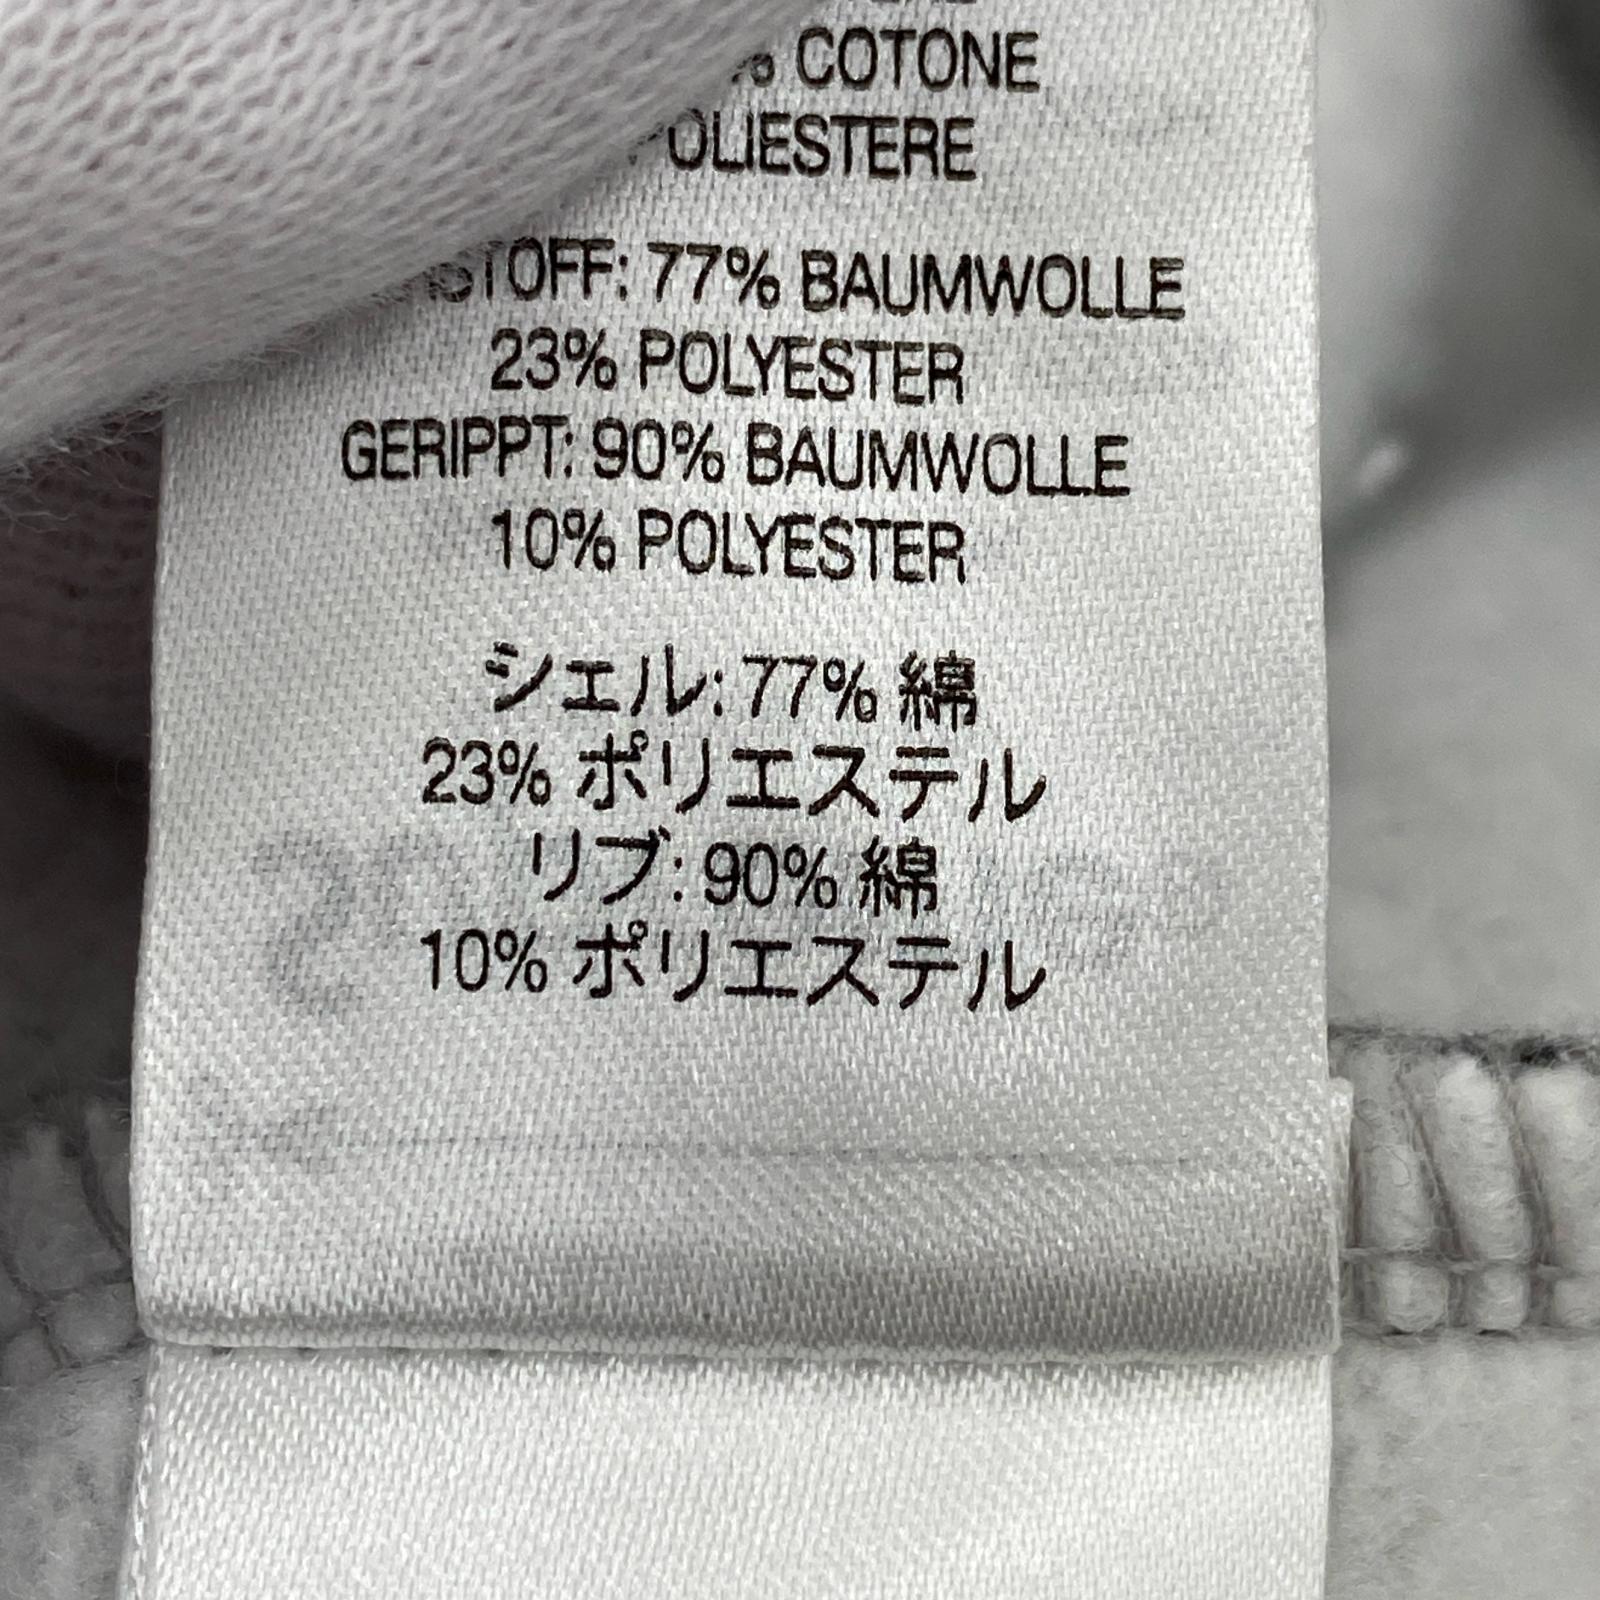 COTONE
77% BAUMWOLLE
23% POLYESTER
GERIPPT: 90% BAUMWOLLE
10% POLYESTER
シェル: 77% 綿
23% ポリエステル
リブ: 90% 綿
10% ポリエステル